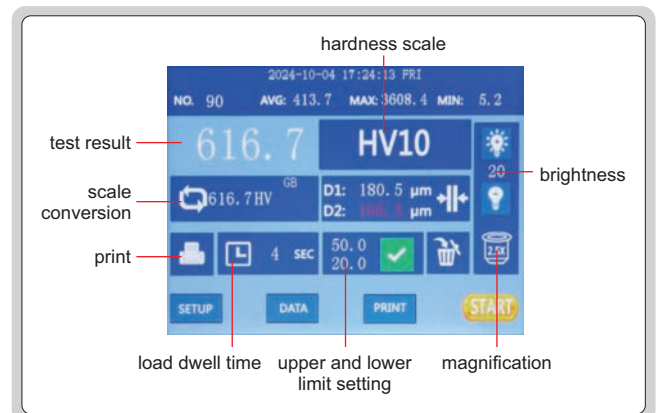 hardness scale
2024-10-04 17:24:13 FRI
NO. 90 AVG: 413.7 MAX: 3608.4 MIN: 5.2
test result
616.7
HV10
20
brightness
scale
conversion
616.7HV GB
D1: 180.5 μm
D2: μm
print
4 SEC
50.0
20.0
2.5X
SETUP
DATA
PRINT
START
load dwell time
upper and lower
limit setting
magnification